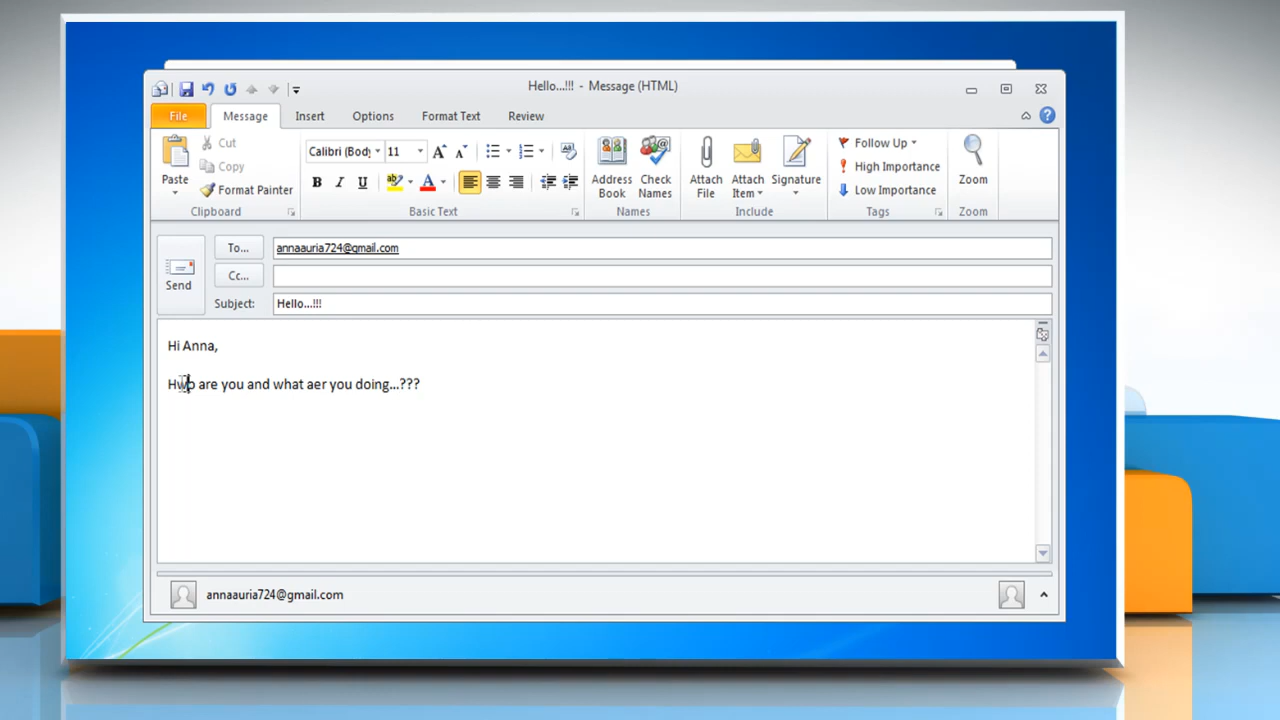 Hello...!!! - Message (HTML)
File Message Insert Options Format Text Review
Cut
Copy
Format Painter
Paste
Clipboard
Calibri (Body 11
B I U
Basic Text
Address Book
Check Names
Names
Attach File
Attach Item
Signature
Include
Follow Up
High Importance
Low Importance
Tags
Zoom
Zoom
Send
To... annaauria724@gmail.com
Cc...
Subject: Hello...!!!
Hi Anna,
Hwo are you and what aer you doing...???
annaauria724@gmail.com